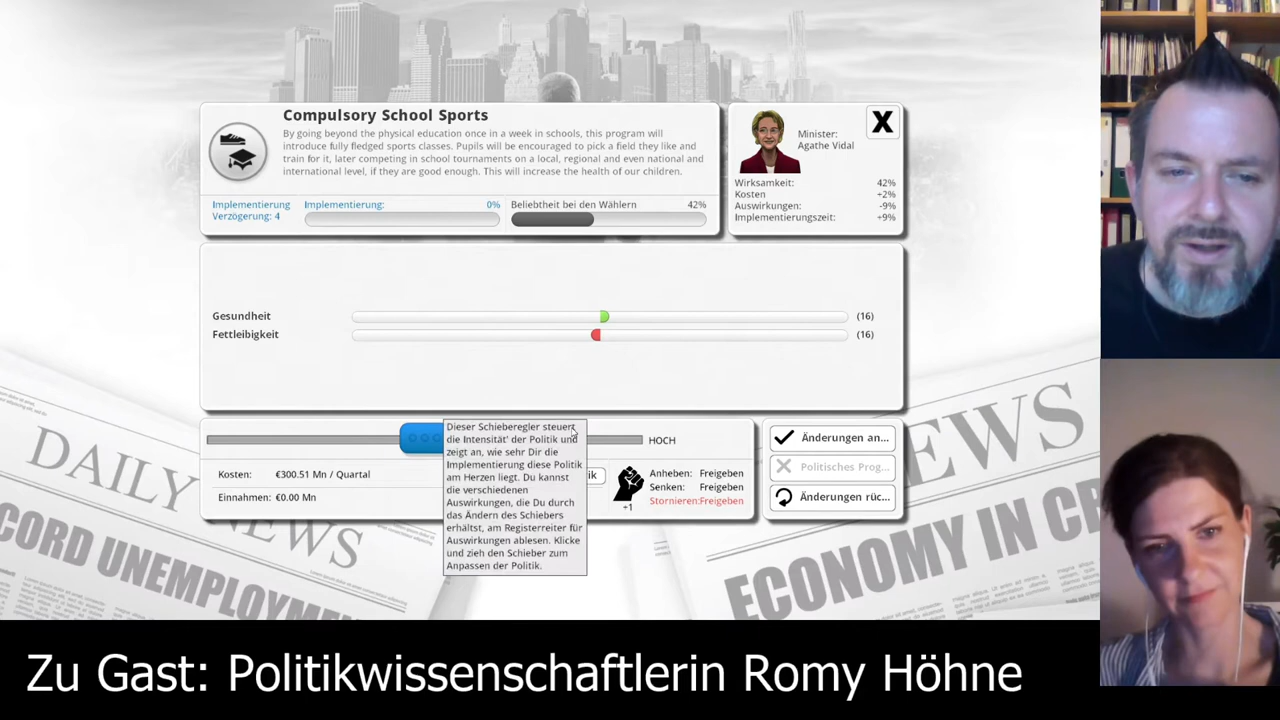 Compulsory School Sports
By going beyond the physical education once in a week in schools, this program will
introduce fully fledged sports classes. Pupils will be encouraged to pick a field they like and
train for it, later competing in school tournaments on a local, regional and even national and
international level, if they are good enough. This will increase the health of our children.
Implementierung
Verzögerung: 4
Implementierung: 0%
Beliebtheit bei den Wählern 42%
Minister:
Agathe Vidal
X
Wirksamkeit: 42%
Kosten +2%
Auswirkungen: -9%
Implementierungszeit: +9%
Gesundheit (16)
Fettleibigkeit (16)
HOCH
Dieser Schieberegler steuert
die Intensität' der Politik und
zeigt an, wie sehr Dir die
Implementierung diese Politik
am Herzen liegt. Du kannst
die verschiedenen
Auswirkungen, die Du durch
das Ändern des Schiebers
erhältst, am Registerreiter für
Auswirkungen ablesen. Klicke
und zieh den Schieber zum
Anpassen der Politik.
Kosten: €300.51 Mn / Quartal
Einnahmen: €0.00 Mn
ik
+1
Anheben: Freigeben
Senken: Freigeben
Stornieren:Freigeben
Änderungen an...
Politisches Prog...
Änderungen rüc...
DAILY NEWS
CORD UNEMPLOYME
NEWS
ECONOMY IN CR
Zu Gast: Politikwissenschaftlerin Romy Höhne